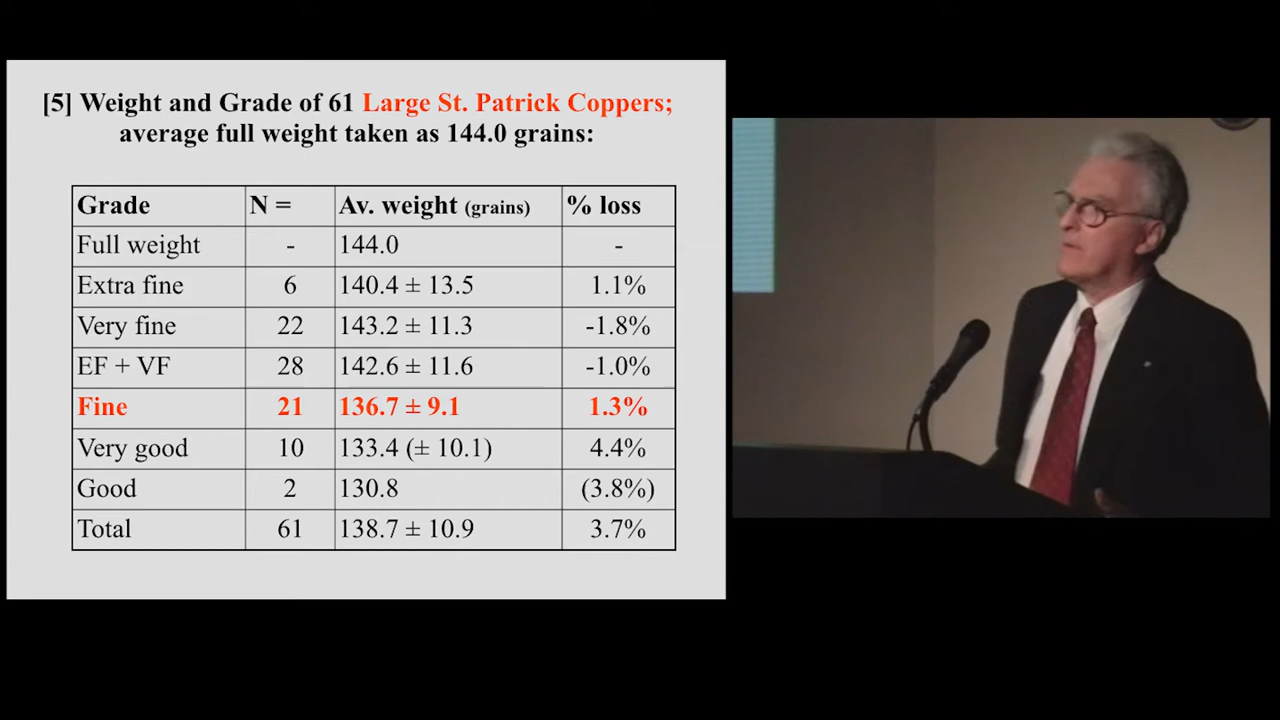 [5] Weight and Grade of 61 Large St. Patrick Coppers;
average full weight taken as 144.0 grains:
Grade N = Av. weight (grains) % loss
Full weight - 144.0 -
Extra fine 6 140.4 ± 13.5 1.1%
Very fine 22 143.2 ± 11.3 -1.8%
EF + VF 28 142.6 ± 11.6 -1.0%
Fine 21 136.7 ± 9.1 1.3%
Very good 10 133.4 (± 10.1) 4.4%
Good 2 130.8 (3.8%)
Total 61 138.7 ± 10.9 3.7%